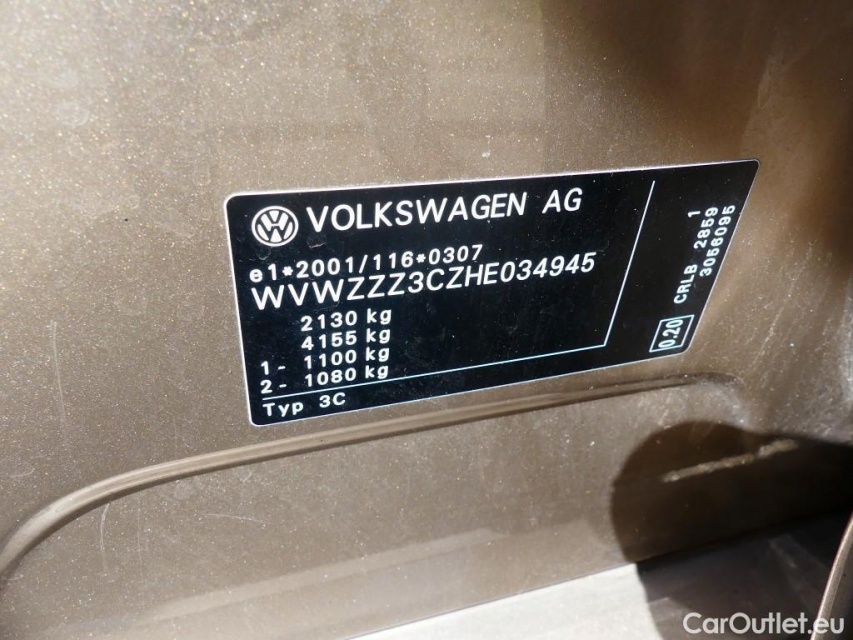 VOLKSWAGEN AG
e1*2001/116*0307
WVWZZZ3CZHE034945
2130 kg
4155 kg
1 - 1100 kg
2 - 1080 kg
Typ 3C
1
CRLB 2859
3056095
0.20
CarOutlet.eu